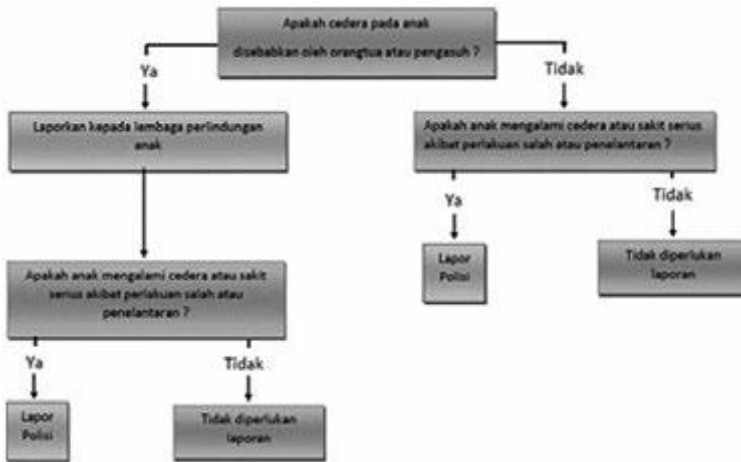 Apakah cedera pada anak
disebabkan oleh orangtua atau pengasuh ?
Ya
Tidak
Laporkan kepada lembaga perlindungan
anak
Apakah anak mengalami cedera atau sakit serius
akibat perlakuan salah atau penelantaran ?
Ya
Tidak
Lapor
Polisi
Tidak diperlukan
laporan
Apakah anak mengalami cedera atau sakit
serius akibat perlakuan salah atau
penelantaran ?
Ya
Tidak
Lapor
Polisi
Tidak diperlukan
laporan